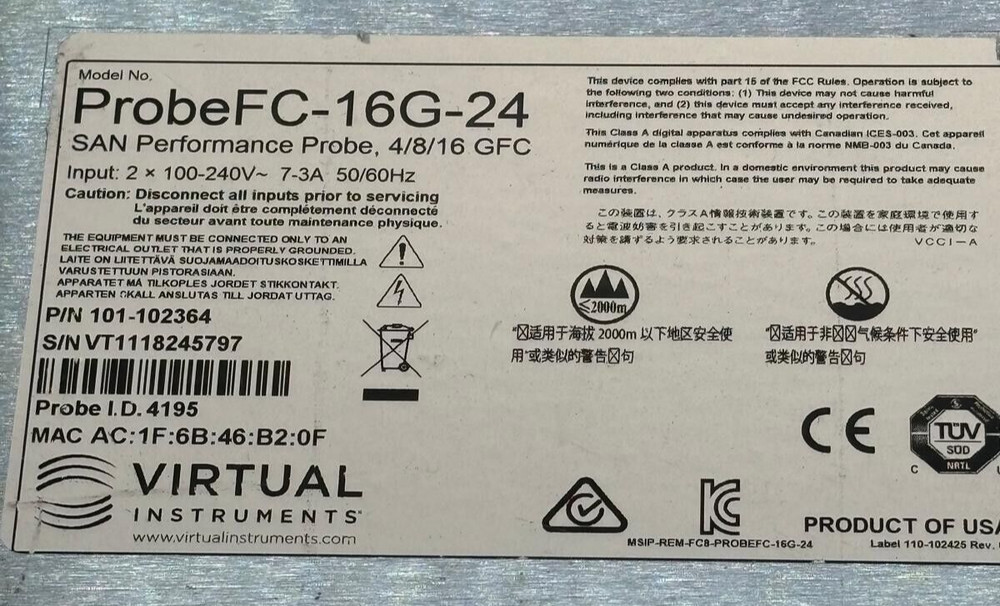 Model No.
ProbeFC-16G-24
SAN Performance Probe, 4/8/16 GFC
Input: 2 × 100-240V~ 7-3A 50/60Hz
Caution: Disconnect all inputs prior to servicing
L'appareil doit être complétement déconnecté
du secteur avant toute maintenance physique.
THE EQUIPMENT MUST BE CONNECTED ONLY TO AN
ELECTRICAL OUTLET THAT IS PROPERLY GROUNDED.
LAITE ON LIITETTÄVÄ SUOJAMAADOITUSKOSKETTIMILLA
VARUSTETTUUN PISTORASIAAN.
APPARATET MÅ TILKOPLES JORDET STIKKONTAKT.
APPARTEN SKALL ANSLUTAS TILL JORDAT UTTAG.
P/N 101-102364
S/N VT1118245797
Probe I.D. 4195
MAC AC:1F:6B:46:B2:0F
VIRTUAL
INSTRUMENTS
www.virtualinstruments.com
This device complies with part 15 of the FCC Rules. Operation is subject to
the following two conditions: (1) This device may not cause harmful
interference, and (2) this device must accept any interference received,
including interference that may cause undesired operation.
This Class A digital apparatus complies with Canadian ICES-003. Cet appareil
numérique de la classe A est conforme à la norme NMB-003 du Canada.
This is a Class A product. In a domestic environment this product may cause
radio interference in which case the user may be required to take adequate
measures.
この装置は、クラスA情報技術装置です。この装置を家庭環境で使用す
ると電波妨害を引き起こすことがあります。この場合には使用者が適切な
対策を講ずるよう要求されることがあります。 VCCI-A
≤2000m
"适用于海拔 2000m 以下地区安全使
用"或类似的警告句
"适用于非气候条件下安全使用"
或类似的警告句
CE
TÜV
SÜD
NRTL
C
MSIP-REM-FC8-PROBEFC-16G-24
PRODUCT OF USA
Label 110-102425 Rev.